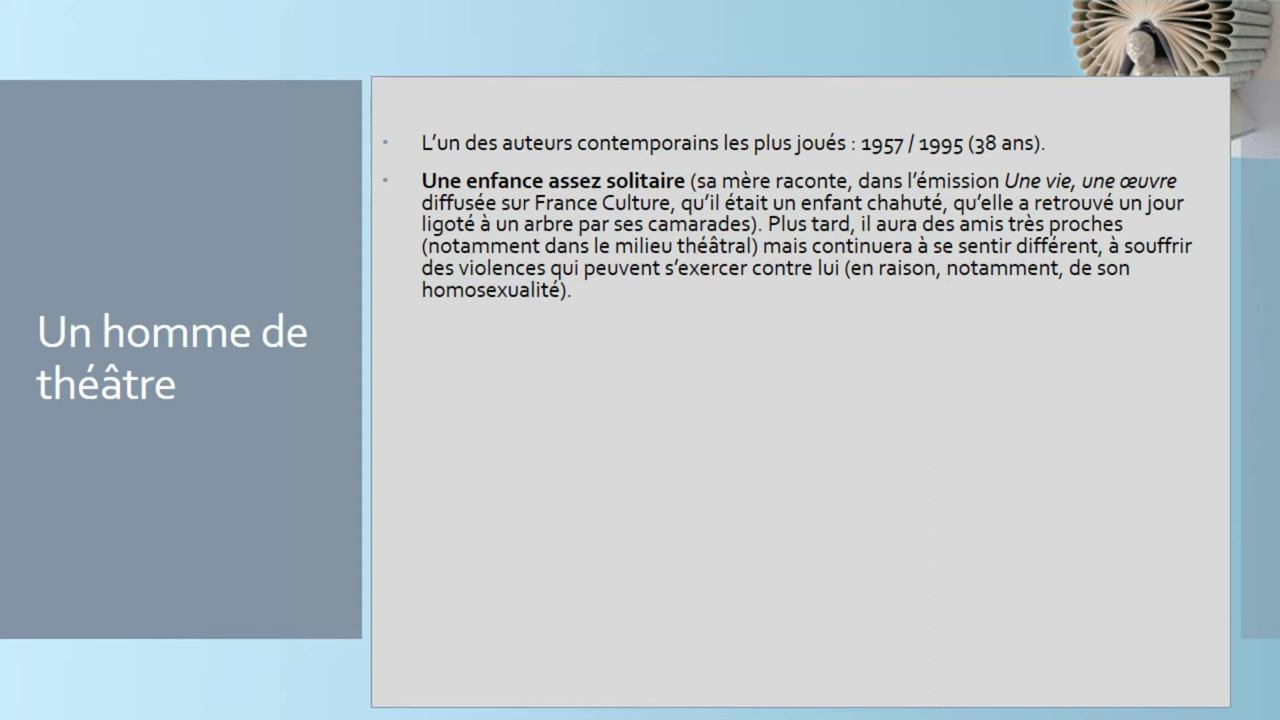 Un homme de
théâtre
• L’un des auteurs contemporains les plus joués : 1957 / 1995 (38 ans).
• Une enfance assez solitaire (sa mère raconte, dans l’émission Une vie, une œuvre
diffusée sur France Culture, qu’il était un enfant chahuté, qu’elle a retrouvé un jour
ligoté à un arbre par ses camarades). Plus tard, il aura des amis très proches
(notamment dans le milieu théâtral) mais continuera à se sentir différent, à souffrir
des violences qui peuvent s’exercer contre lui (en raison, notamment, de son
homosexualité).